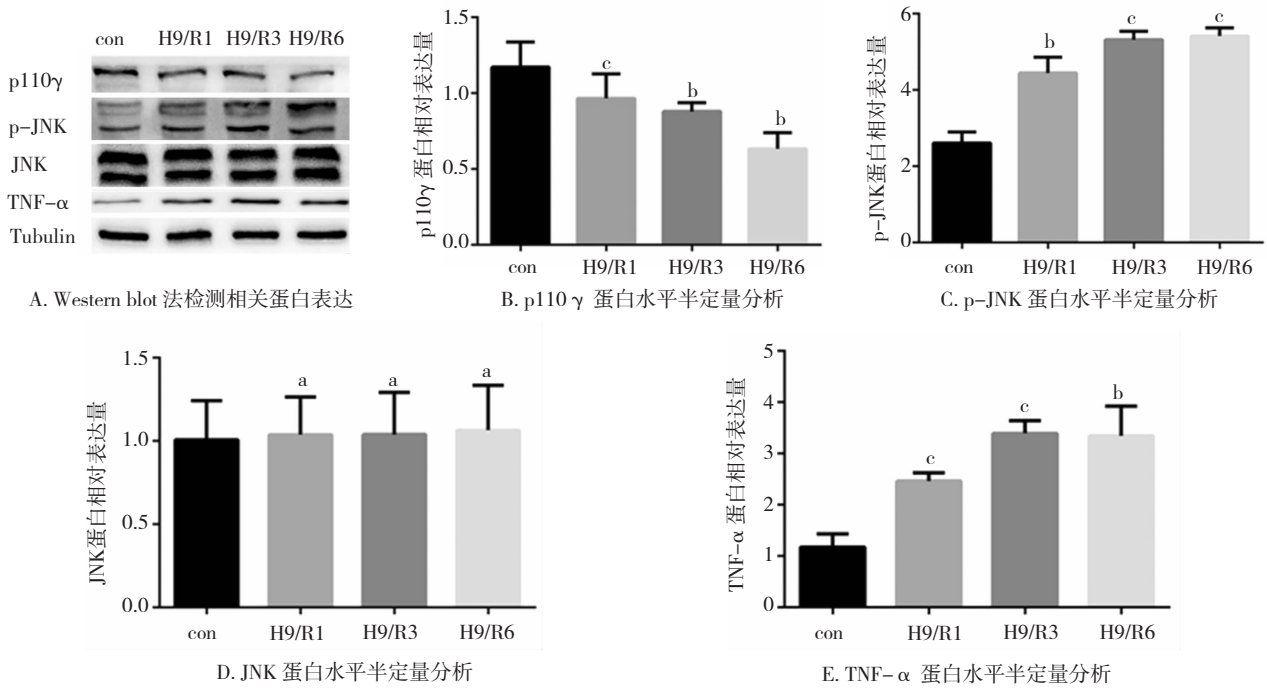 con H9/R1 H9/R3 H9/R6
p110γ
p-JNK
JNK
TNF-α
Tubulin
A. Western blot 法检测相关蛋白表达
p110γ 蛋白相对表达量
1.5
1.0
0.5
0.0
c
b
b
con H9/R1 H9/R3 H9/R6
B. p110 γ 蛋白水平半定量分析
p-JNK蛋白相对表达量
6
4
2
0
b
c
c
con H9/R1 H9/R3 H9/R6
C. p-JNK 蛋白水平半定量分析
JNK蛋白相对表达量
1.5
1.0
0.5
0.0
a
a
a
con H9/R1 H9/R3 H9/R6
D. JNK 蛋白水平半定量分析
TNF-α 蛋白相对表达量
5
4
3
2
1
0
c
c
b
con H9/R1 H9/R3 H9/R6
E. TNF-α 蛋白水平半定量分析